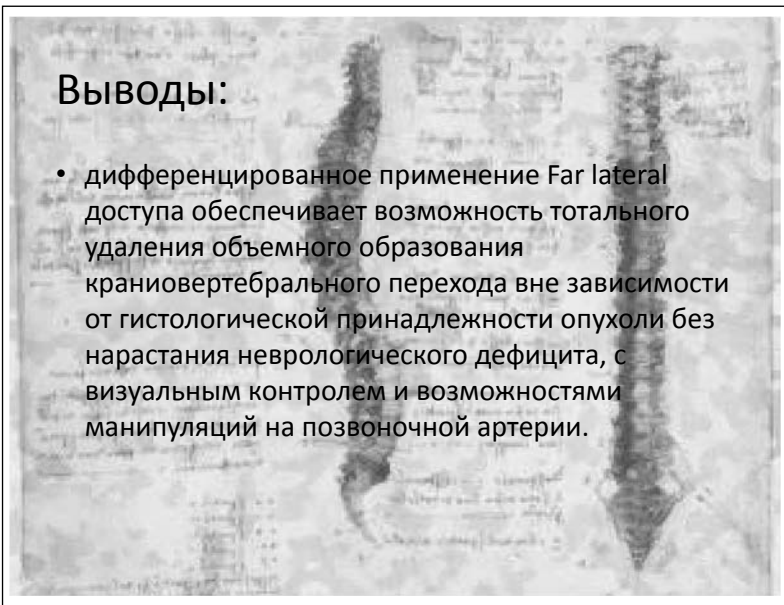 Выводы:
• дифференцированное применение Far lateral
доступа обеспечивает возможность тотального
удаления объемного образования
краниовертебрального перехода вне зависимости
от гистологической принадлежности опухоли без
нарастания неврологического дефицита, с
визуальным контролем и возможностями
манипуляций на позвоночной артерии.